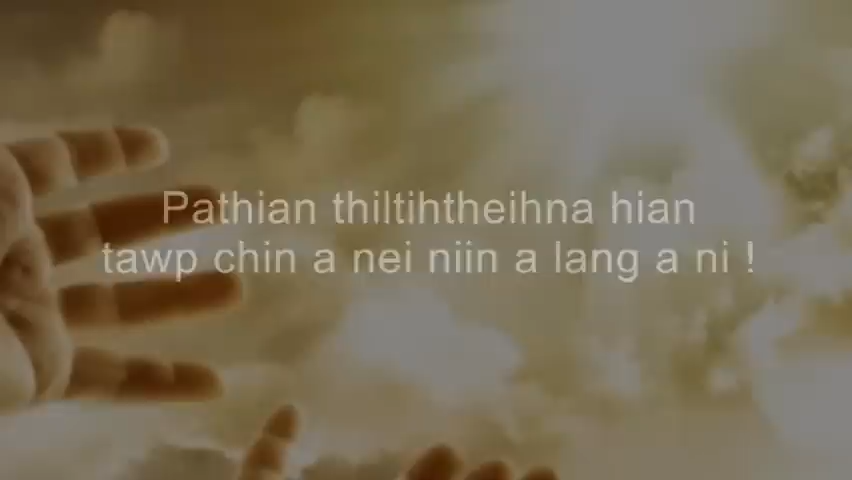 Pathian thiltihtheihna hian
tawp chin a nei niin a lang a ni !